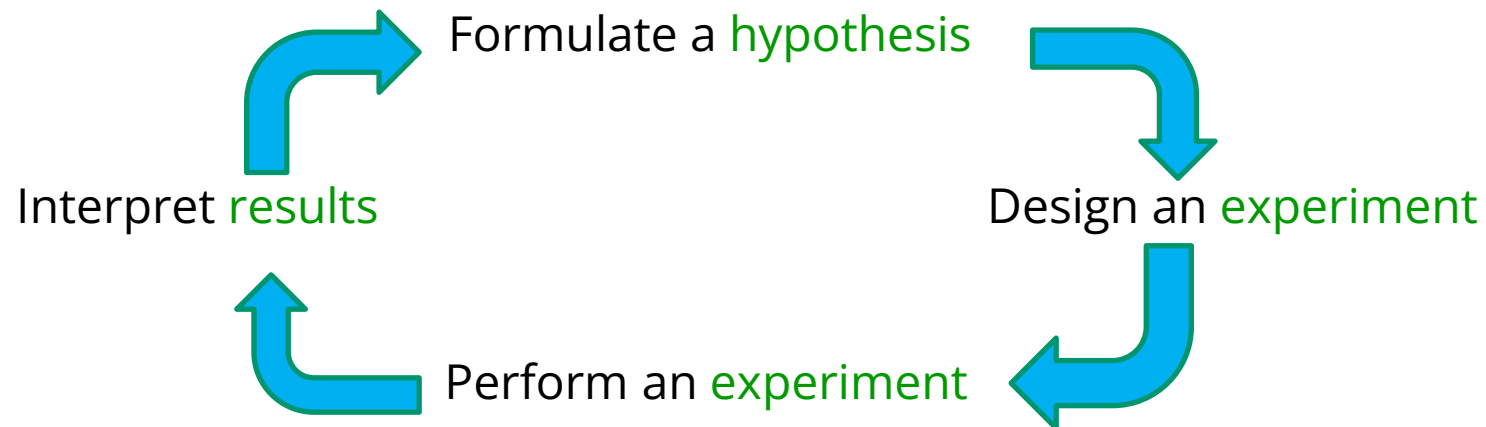 Formulate a hypothesis
Interpret results
Design an experiment
Perform an experiment